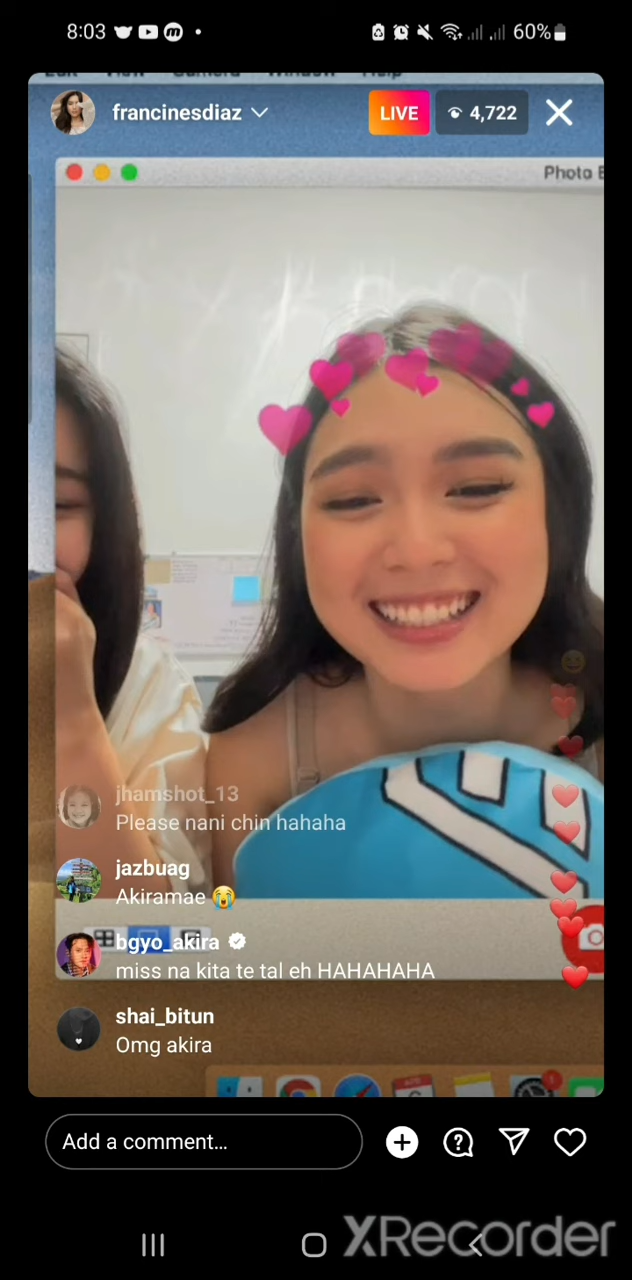 8:03
60%
francinesdiaz
LIVE
4,722
Photo
jhamshot_13
Please nani chin hahaha
jazbuag
Akiramae 😭
bgyo_akira
miss na kita te tal eh HAHAHAHA
shai_bitun
Omg akira
Add a comment...
XRecorder